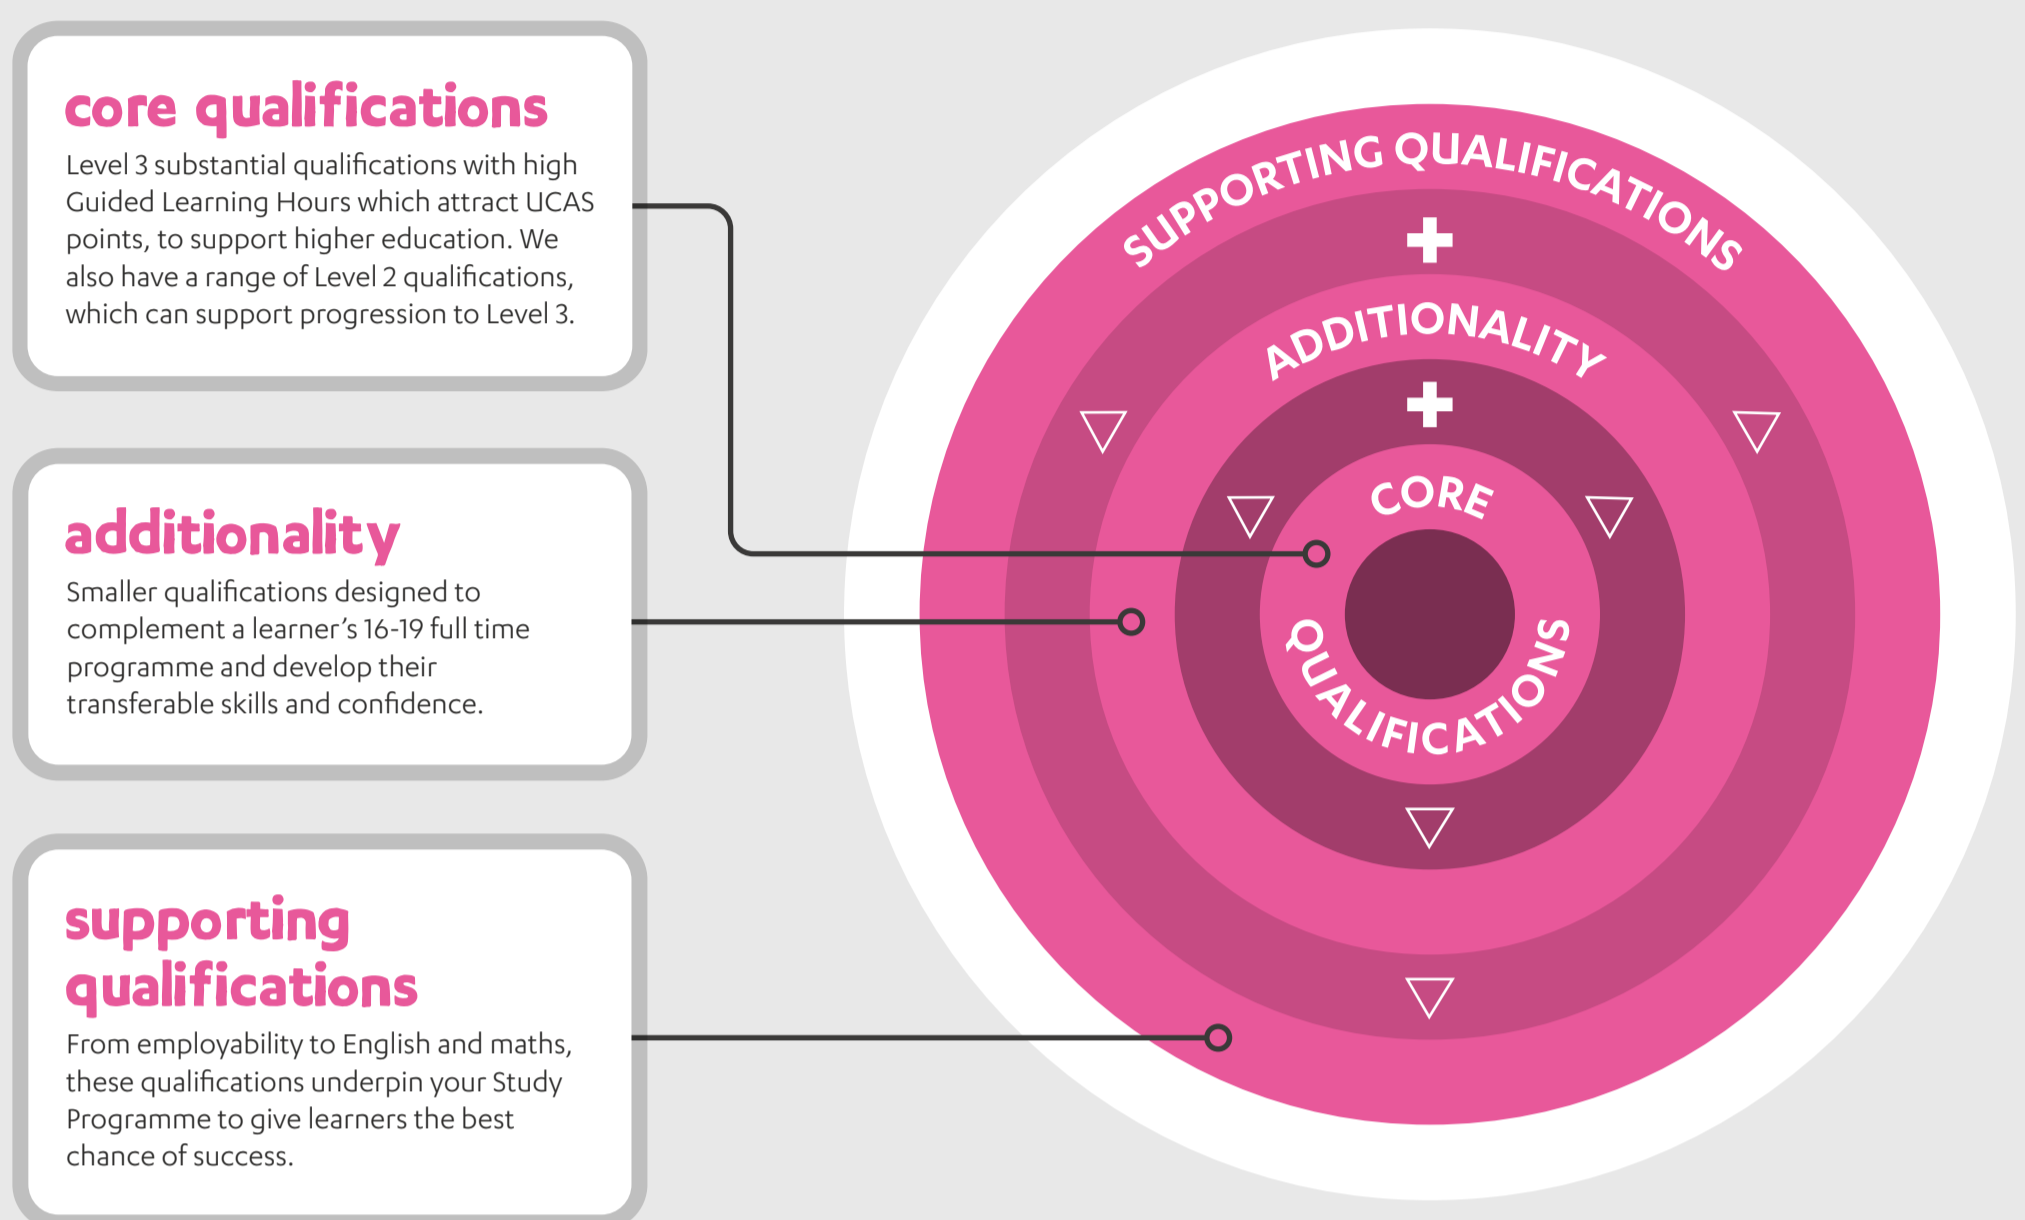 core qualifications
Level 3 substantial qualifications with high
Guided Learning Hours which attract UCAS
points, to support higher education. We
also have a range of Level 2 qualifications,
which can support progression to Level 3.
additionality
Smaller qualifications designed to
complement a learner’s 16-19 full time
programme and develop their
transferable skills and confidence.
supporting
qualifications
From employability to English and maths,
these qualifications underpin your Study
Programme to give learners the best
chance of success.
SUPPORTING QUALIFICATIONS
+
ADDITIONALITY
+
CORE
QUALIFICATIONS